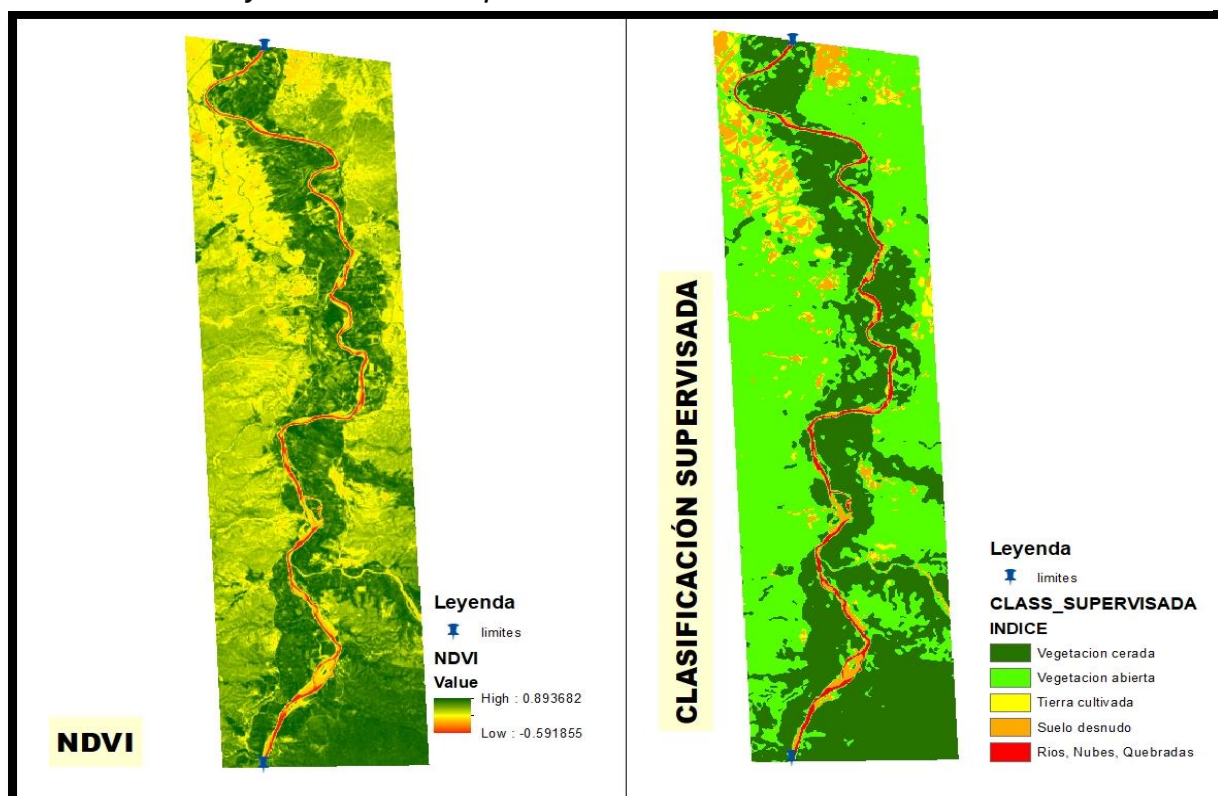 Leyenda
limites
NDVI
Value
High : 0.893682
Low : -0.591855
NDVI
CLASIFICACIÓN SUPERVISADA
Leyenda
limites
CLASS_SUPERVISADA
INDICE
Vegetacion cerada
Vegetacion abierta
Tierra cultivada
Suelo desnudo
Rios, Nubes, Quebradas